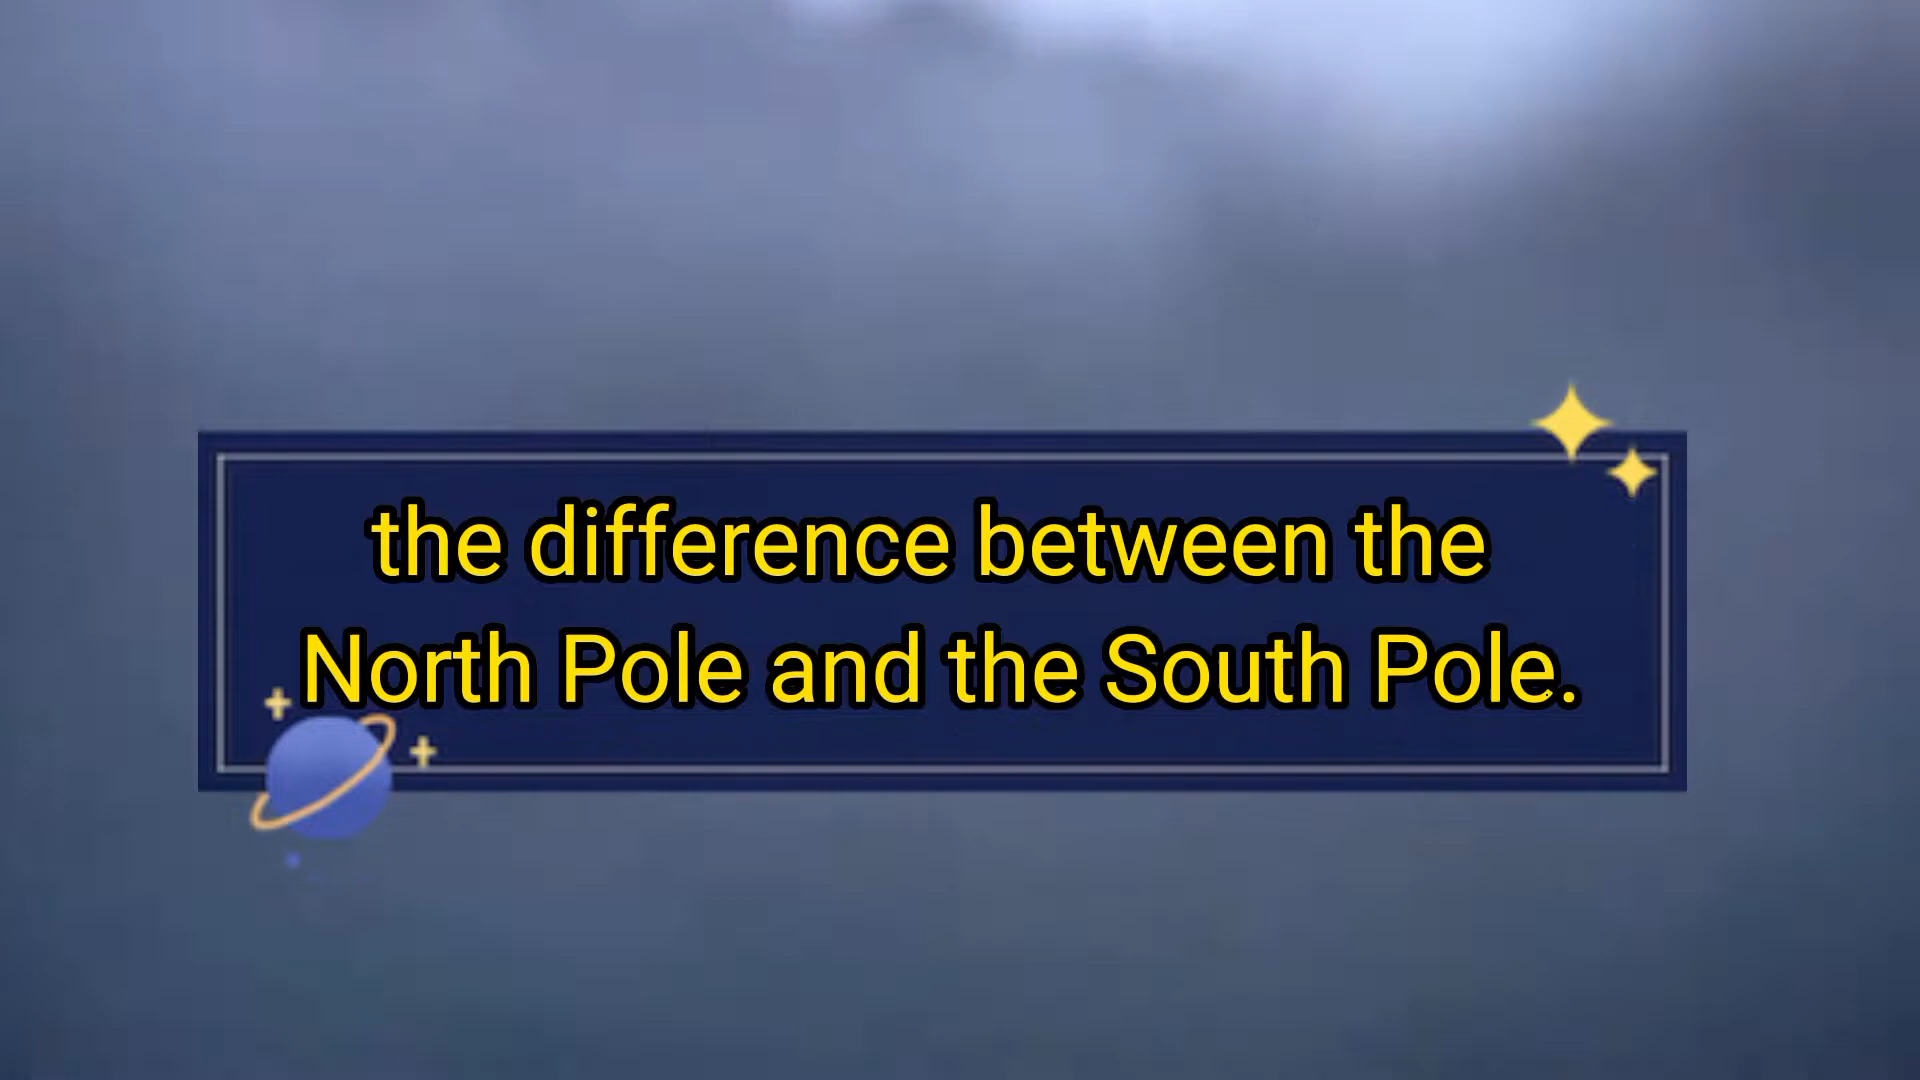 the difference between the
North Pole and the South Pole.